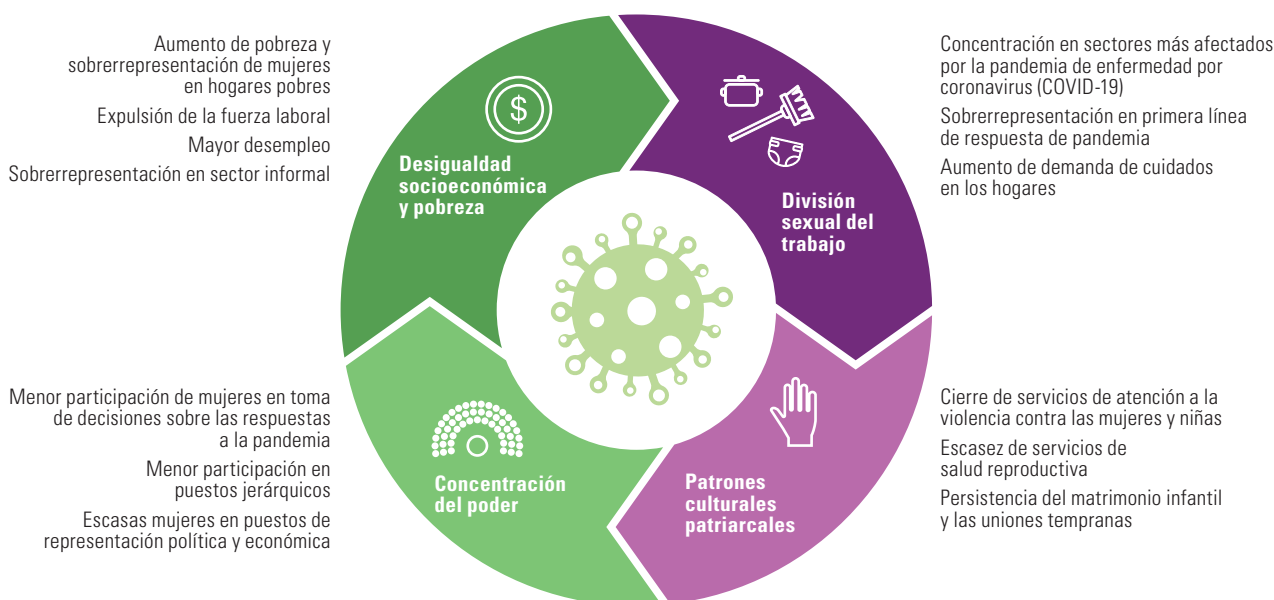 Aumento de pobreza y
sobrerrepresentación de mujeres
en hogares pobres
Expulsión de la fuerza laboral
Mayor desempleo
Sobrerrepresentación en sector informal
$
Desigualdad
socioeconómica
y pobreza
División
sexual del
trabajo
Concentración en sectores más afectados
por la pandemia de enfermedad por
coronavirus (COVID-19)
Sobrerrepresentación en primera línea
de respuesta de pandemia
Aumento de demanda de cuidados
en los hogares
Menor participación de mujeres en toma
de decisiones sobre las respuestas
a la pandemia
Menor participación en
puestos jerárquicos
Escasas mujeres en puestos de
representación política y económica
Concentración
del poder
Patrones
culturales
patriarcales
Cierre de servicios de atención a la
violencia contra las mujeres y niñas
Escasez de servicios de
salud reproductiva
Persistencia del matrimonio infantil
y las uniones tempranas